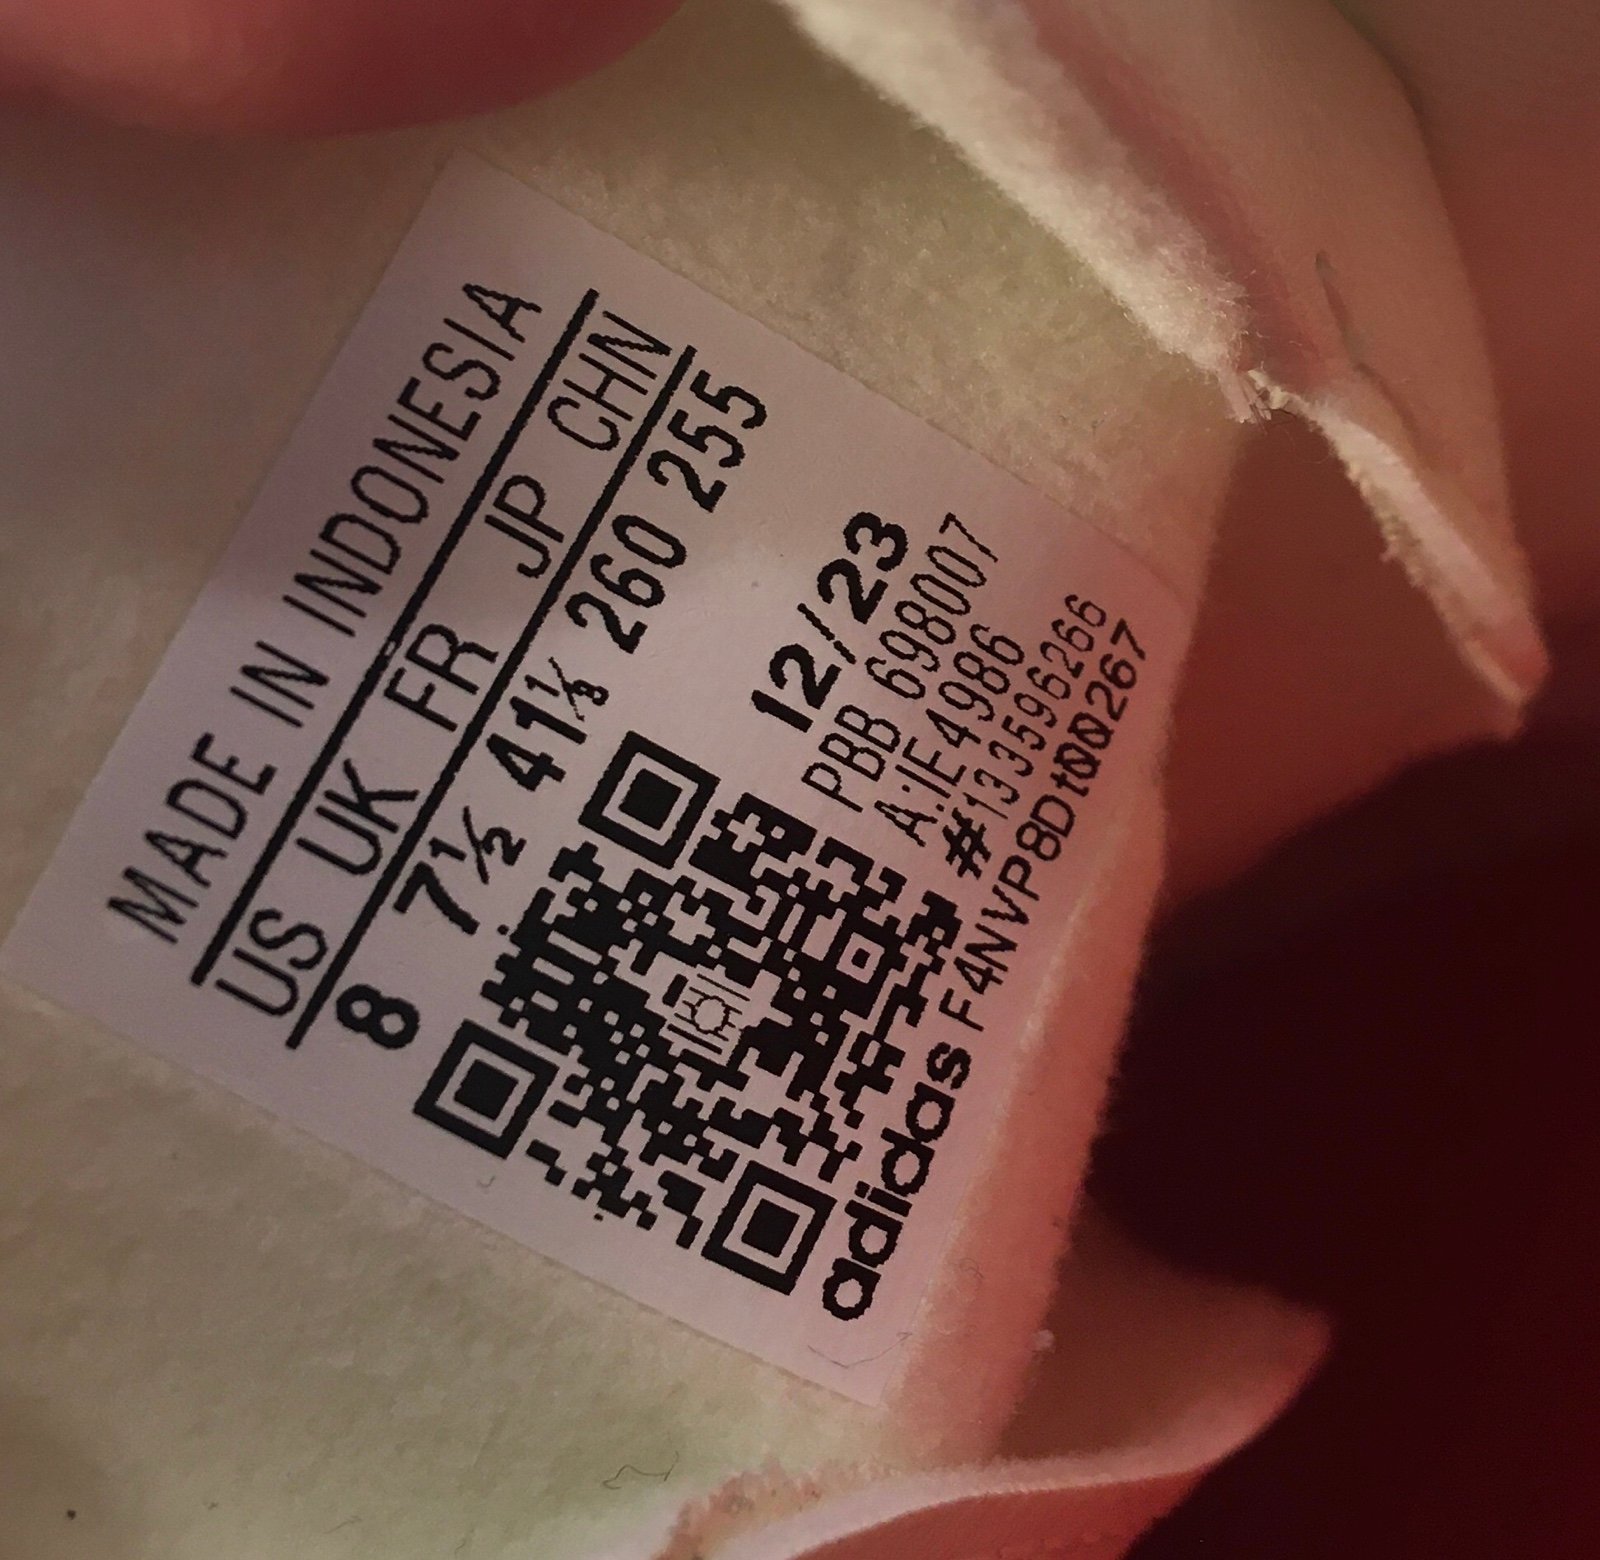 MADE IN INDONESIA
US UK FR JP CHN
8 7½ 41⅓ 260 255
12/23
PBB 698007
A:IE4986
#133596266
adidas F4NVP8Dt00267